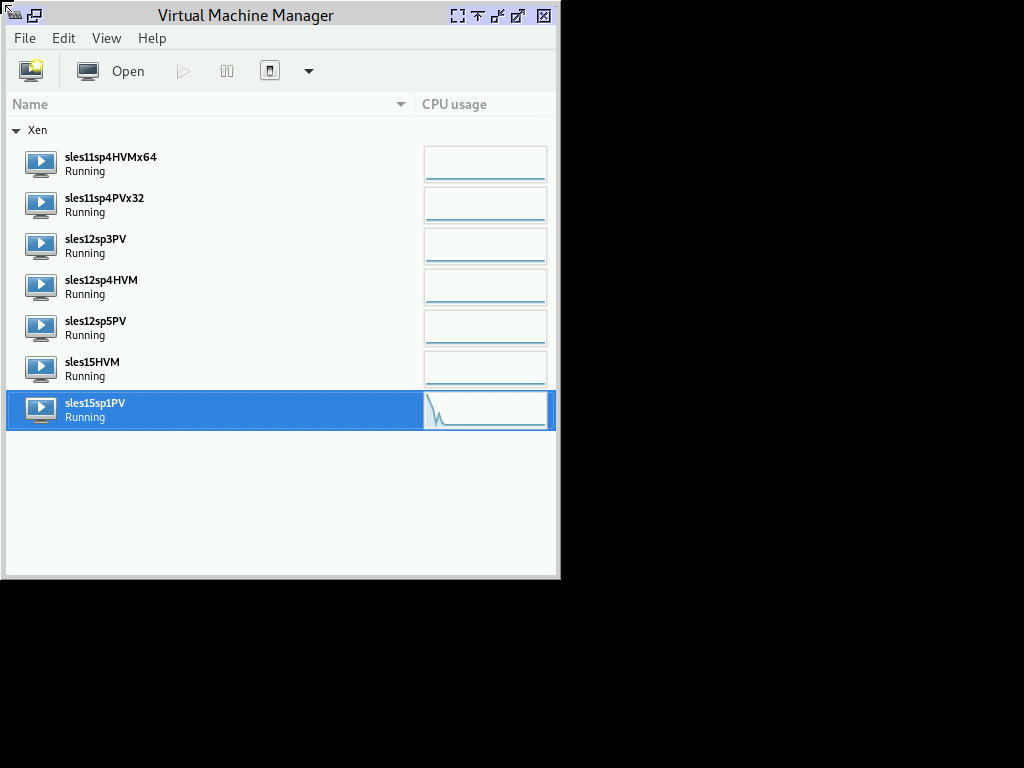 Virtual Machine Manager
File Edit View Help
Open
Name CPU usage
Xen
sles11sp4HVMx64
Running
sles11sp4PVx32
Running
sles12sp3PV
Running
sles12sp4HVM
Running
sles12sp5PV
Running
sles15HVM
Running
sles15sp1PV
Running